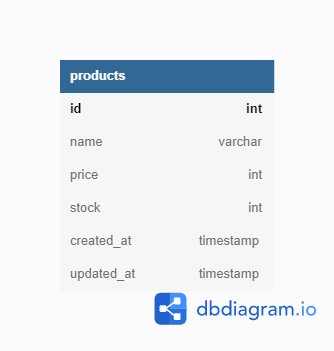 products
id int
name varchar
price int
stock int
created_at timestamp
updated_at timestamp
dbdiagram.io